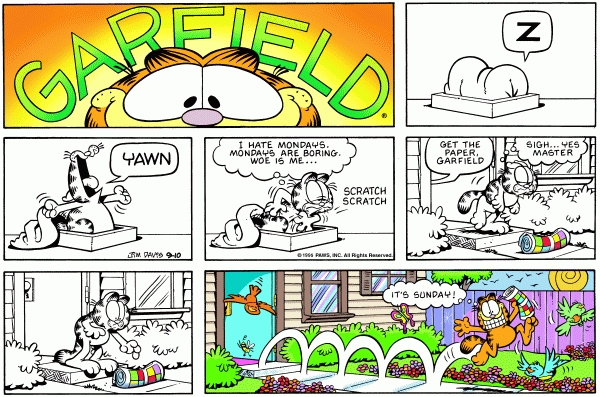 GARFIELD
®
Z
YAWN
JIM DAVIS 9-10
I HATE MONDAYS.
MONDAYS ARE BORING.
WOE IS ME...
SCRATCH
SCRATCH
© 1995 PAWS, INC. All Rights Reserved.
GET THE
PAPER,
GARFIELD
SIGH... YES
MASTER
IT'S SUNDAY!